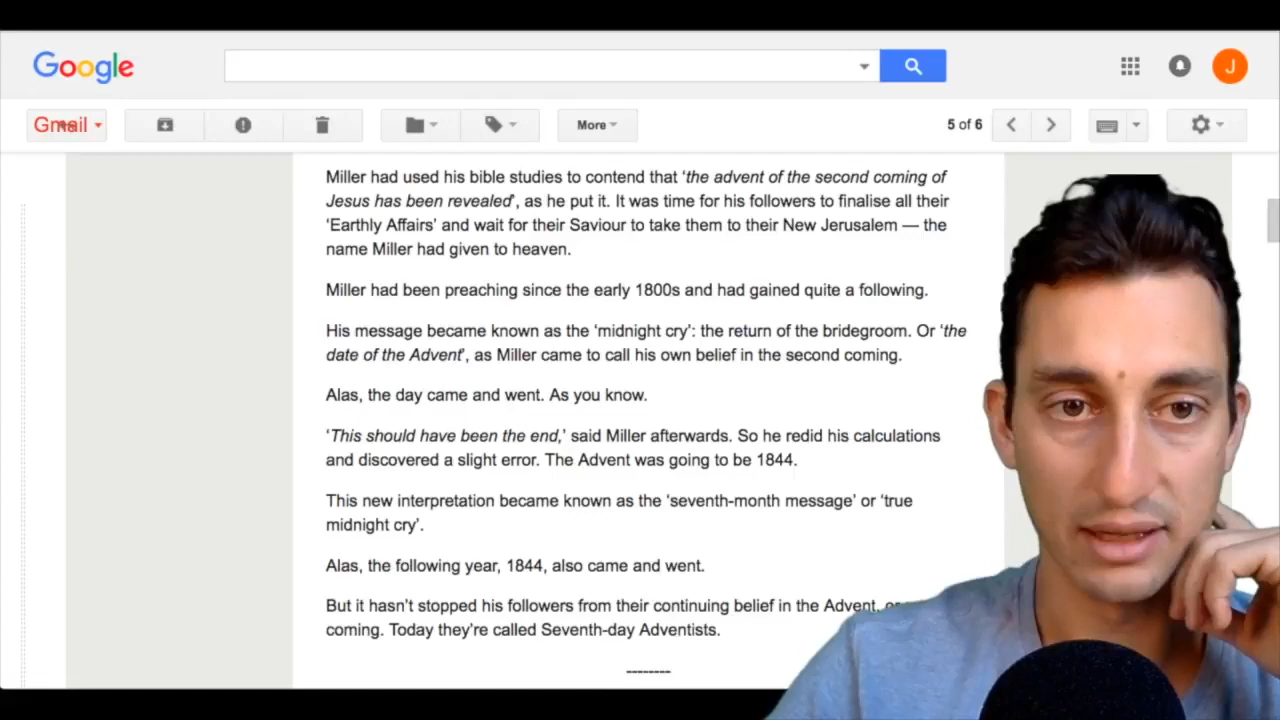 Google
J
Gmail
More
5 of 6
Miller had used his bible studies to contend that ‘the advent of the second coming of
Jesus has been revealed’, as he put it. It was time for his followers to finalise all their
‘Earthly Affairs’ and wait for their Saviour to take them to their New Jerusalem — the
name Miller had given to heaven.
Miller had been preaching since the early 1800s and had gained quite a following.
His message became known as the ‘midnight cry’: the return of the bridegroom. Or ‘the
date of the Advent’, as Miller came to call his own belief in the second coming.
Alas, the day came and went. As you know.
‘This should have been the end,’ said Miller afterwards. So he redid his calculations
and discovered a slight error. The Advent was going to be 1844.
This new interpretation became known as the ‘seventh-month message’ or ‘true
midnight cry’.
Alas, the following year, 1844, also came and went.
But it hasn’t stopped his followers from their continuing belief in the Advent,
coming. Today they’re called Seventh-day Adventists.
--------